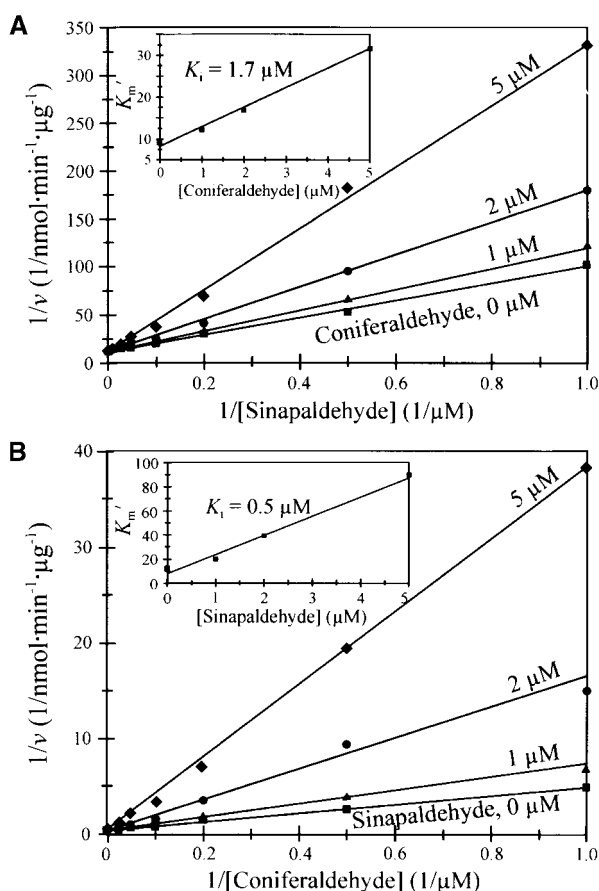 A
1/v (1/nmol·min⁻¹·µg⁻¹)
350
300
250
200
150
100
50
0
Km′
35
30
20
10
5
Ki = 1.7 µM
0 1 2 3 4 5
[Coniferaldehyde] (µM)
5 µM
2 µM
1 µM
Coniferaldehyde, 0 µM
0 0.2 0.4 0.6 0.8 1.0
1/[Sinapaldehyde] (1/µM)
B
1/v (1/nmol·min⁻¹·µg⁻¹)
40
30
20
10
0
Km′
100
80
60
40
20
0
Ki = 0.5 µM
0 1 2 3 4 5
[Sinapaldehyde] (µM)
5 µM
2 µM
1 µM
Sinapaldehyde, 0 µM
0 0.2 0.4 0.6 0.8 1.0
1/[Coniferaldehyde] (1/µM)